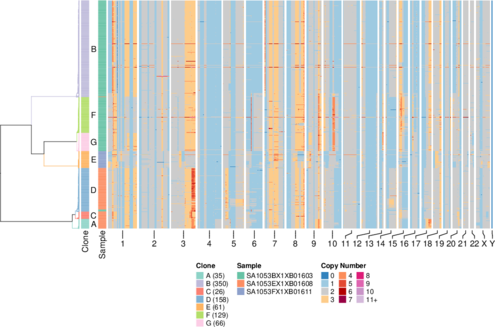 B
F
G
E
D
C
A
Clone
Sample
1 2 3 4 5 6 7 8 9 10 11 12 13 14 15 16 17 18 19 20 21 22 X Y
Clone Sample Copy Number
A (35) SA1053BX1XB01603 0 4 8
B (350) SA1053EX1XB01608 1 5 9
C (26) SA1053FX1XB01611 2 6 10
D (158) 3 7 11+
E (61)
F (129)
G (66)